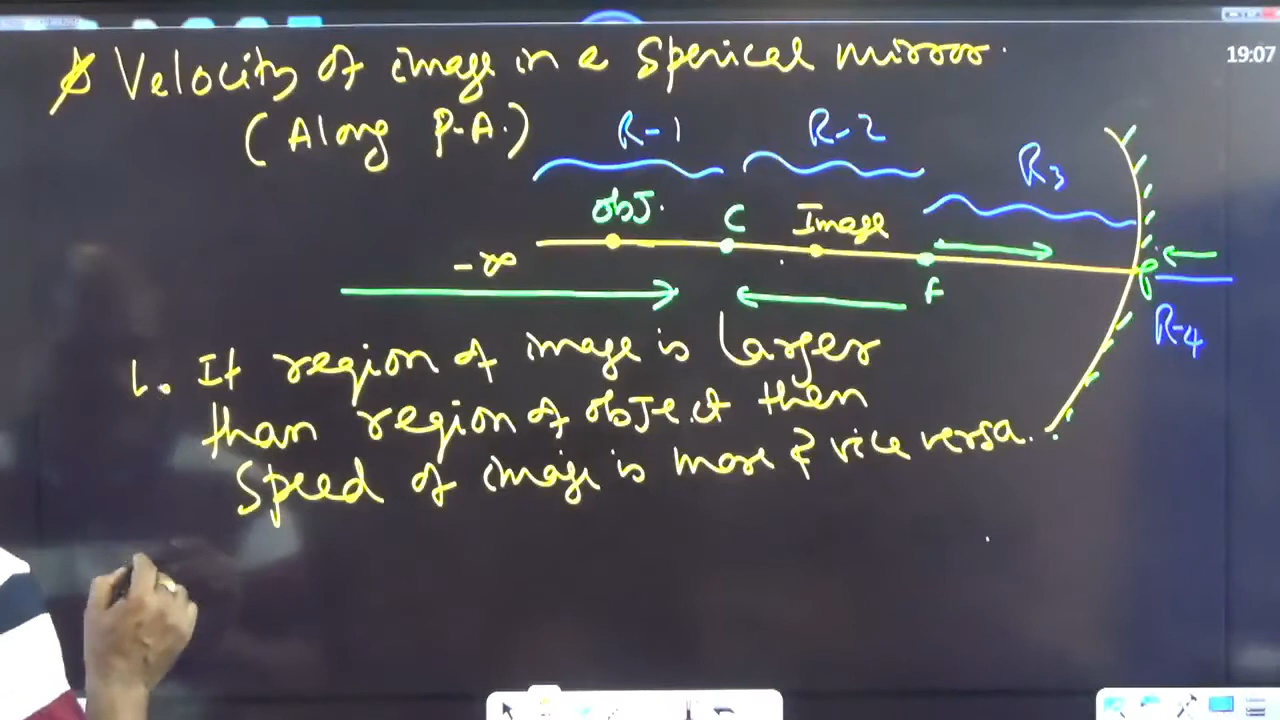 Velocity of image in a Sperical mirror.
19:07
(Along P.A.)
R-1
R-2
R3
obJ.
C
Image
-∞
F
P
R-4
1. If region of image is Larger
than region of obJect then
Speed of image is more & vice versa.